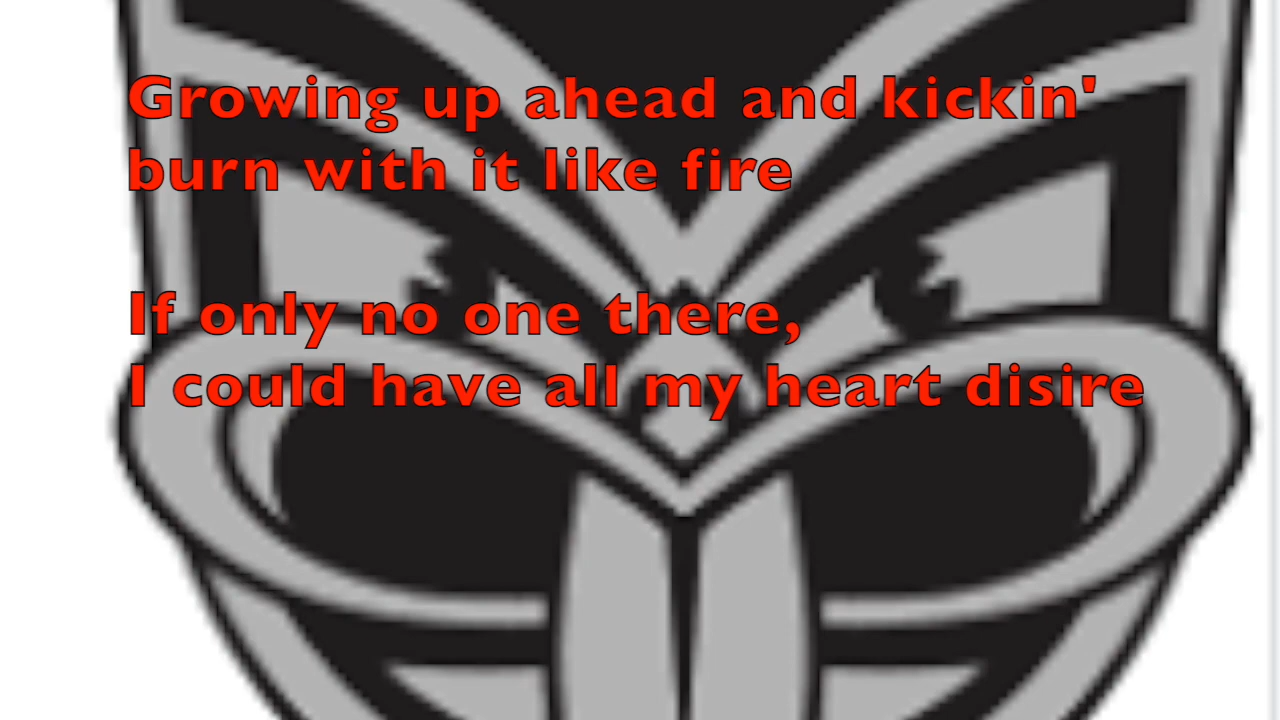 Growing up ahead and kickin'
burn with it like fire
If only no one there,
I could have all my heart disire